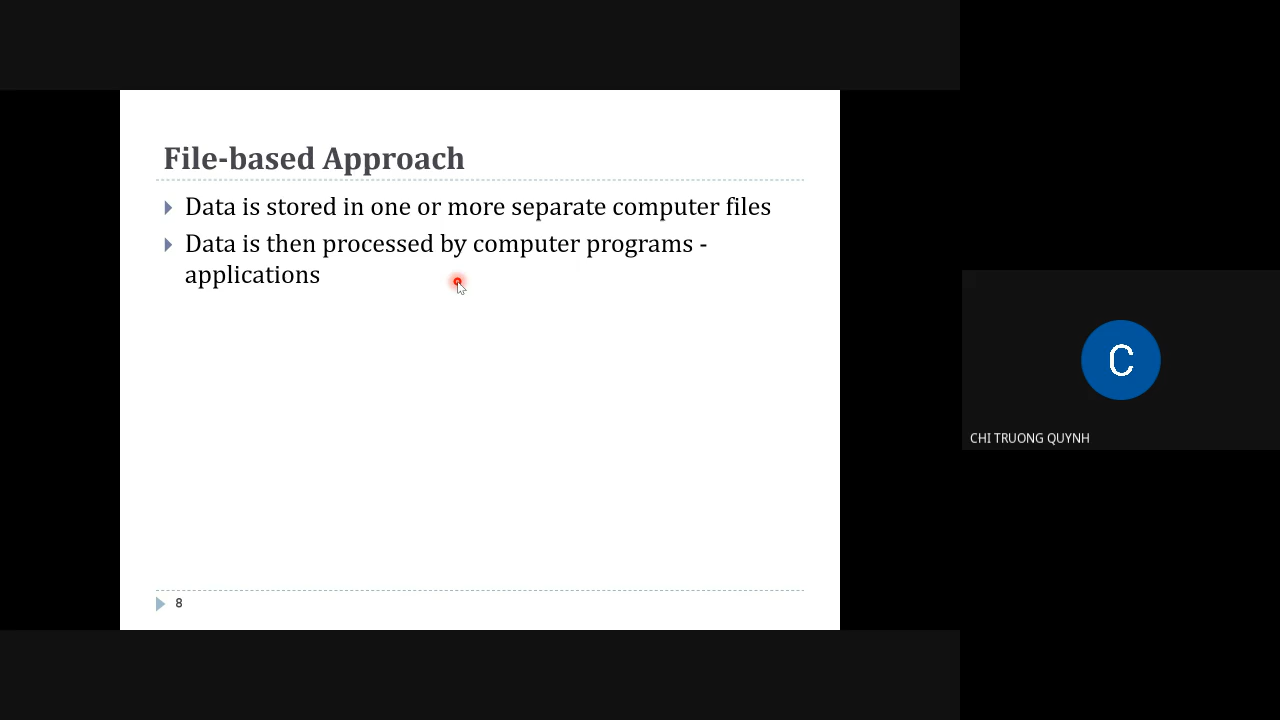 File-based Approach
Data is stored in one or more separate computer files
Data is then processed by computer programs -
applications
8
C
CHI TRUONG QUYNH